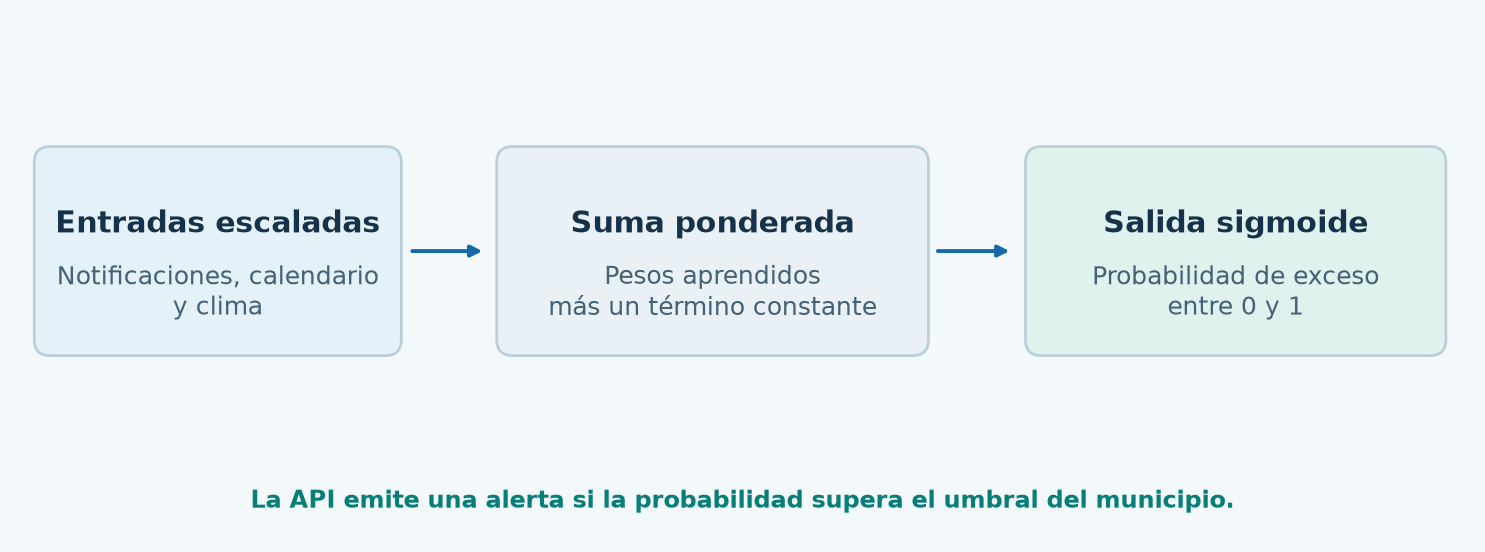 Entradas escaladas
Notificaciones, calendario
y clima
Suma ponderada
Pesos aprendidos
más un término constante
Salida sigmoide
Probabilidad de exceso
entre 0 y 1
La API emite una alerta si la probabilidad supera el umbral del municipio.